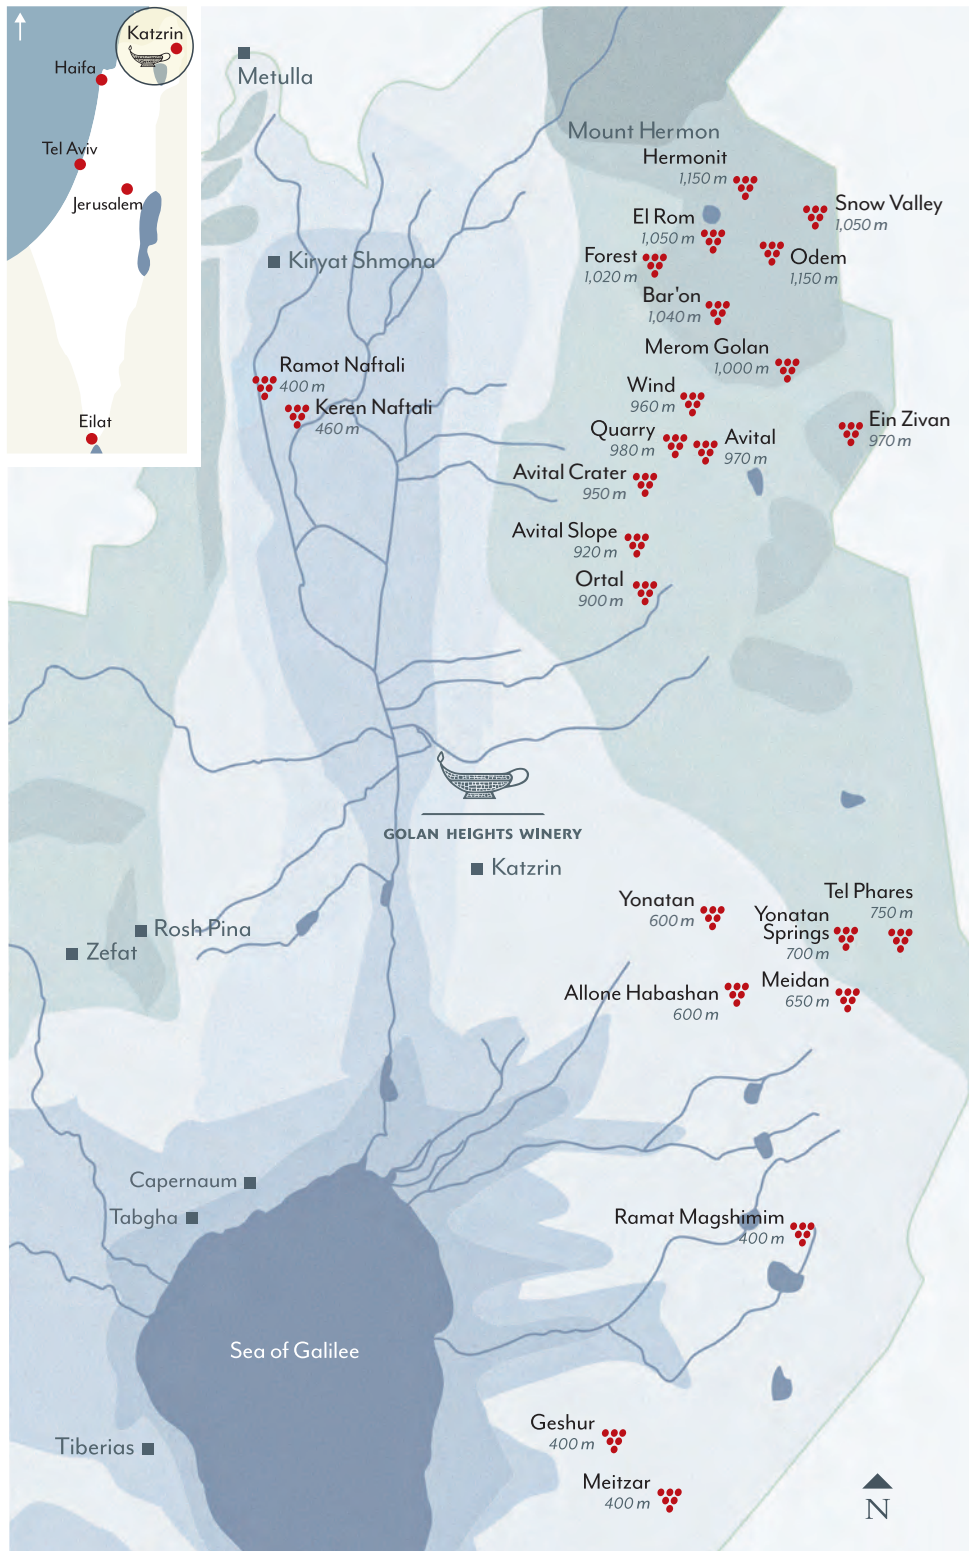 Katzrin
Haifa
Tel Aviv
Jerusalem
Eilat
Metulla
Mount Hermon
Hermonit
1,150 m
Snow Valley
1,050 m
El Rom
1,050 m
Odem
1,150 m
Forest
1,020 m
Kiryat Shmona
Bar'on
1,040 m
Merom Golan
1,000 m
Ramot Naftali
400 m
Keren Naftali
460 m
Wind
960 m
Ein Zivan
970 m
Quarry
980 m
Avital
970 m
Avital Crater
950 m
Avital Slope
920 m
Ortal
900 m
GOLAN HEIGHTS WINERY
Katzrin
Yonatan
600 m
Tel Phares
750 m
Yonatan
Springs
700 m
Rosh Pina
Zefat
Allone Habashan
600 m
Meidan
650 m
Capernaum
Tabgha
Ramat Magshimim
400 m
Sea of Galilee
Tiberias
Geshur
400 m
Meitzar
400 m
N